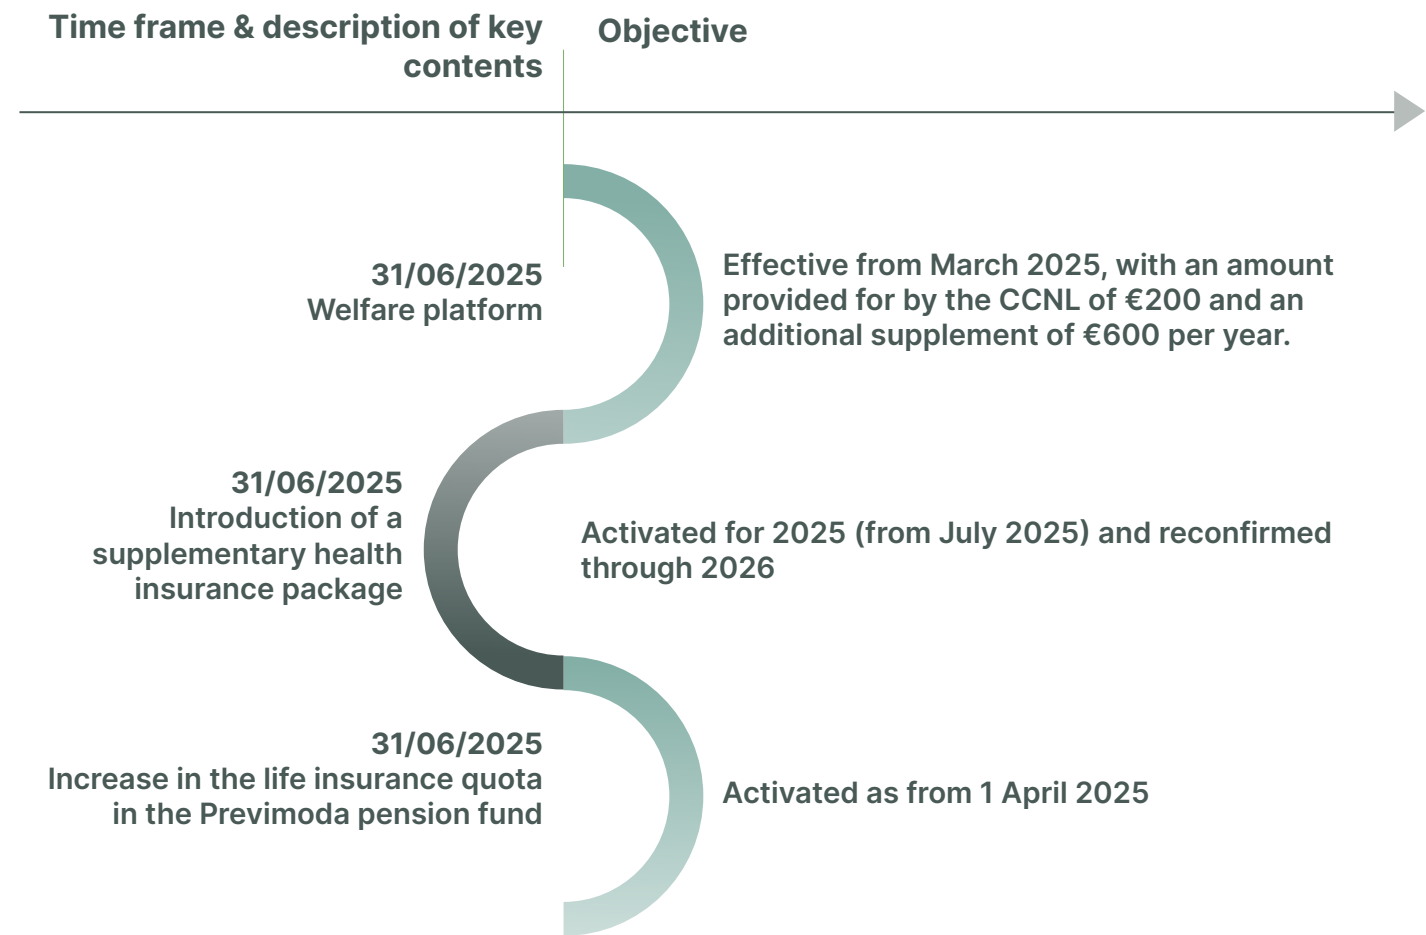 Time frame & description of key
contents
Objective
31/06/2025
Welfare platform
Effective from March 2025, with an amount
provided for by the CCNL of €200 and an
additional supplement of €600 per year.
31/06/2025
Introduction of a
supplementary health
insurance package
Activated for 2025 (from July 2025) and reconfirmed
through 2026
31/06/2025
Increase in the life insurance quota
in the Previmoda pension fund
Activated as from 1 April 2025